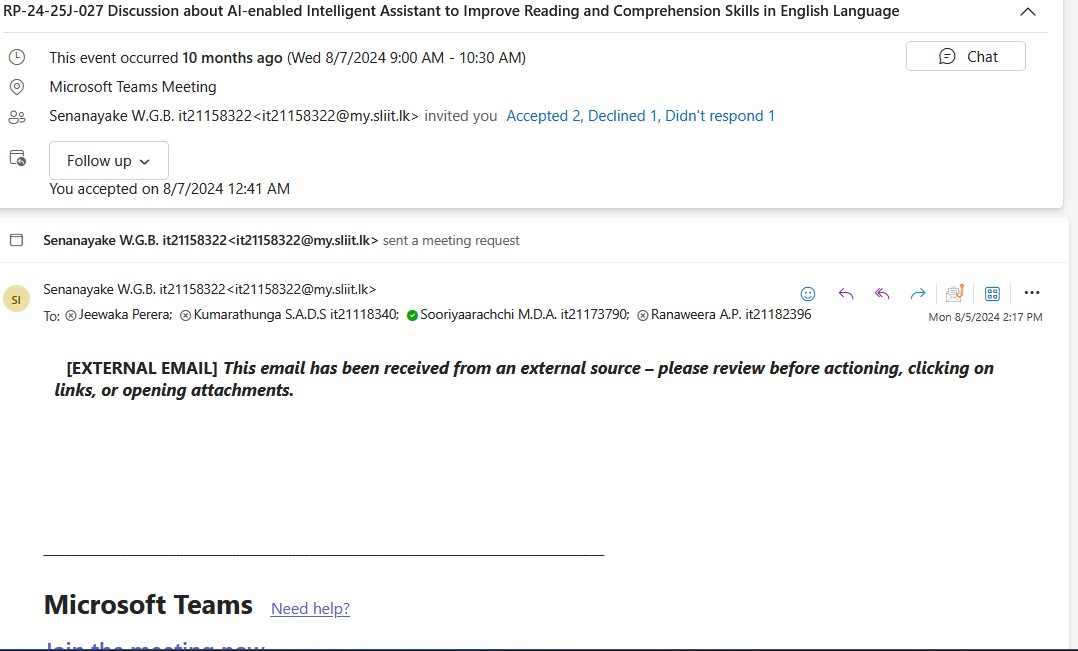 RP-24-25J-027 Discussion about AI-enabled Intelligent Assistant to Improve Reading and Comprehension Skills in English Language
This event occurred 10 months ago (Wed 8/7/2024 9:00 AM - 10:30 AM)
Chat
Microsoft Teams Meeting
Senanayake W.G.B. it21158322<it21158322@my.sliit.lk> invited you Accepted 2, Declined 1, Didn't respond 1
Follow up
You accepted on 8/7/2024 12:41 AM
Senanayake W.G.B. it21158322<it21158322@my.sliit.lk> sent a meeting request
SI
Senanayake W.G.B. it21158322<it21158322@my.sliit.lk>
To: Jeewaka Perera; Kumarathunga S.A.D.S it21118340; Sooriyaarachchi M.D.A. it21173790; Ranaweera A.P. it21182396
Mon 8/5/2024 2:17 PM
[EXTERNAL EMAIL] This email has been received from an external source – please review before actioning, clicking on
links, or opening attachments.
Microsoft Teams Need help?
Join the meeting now